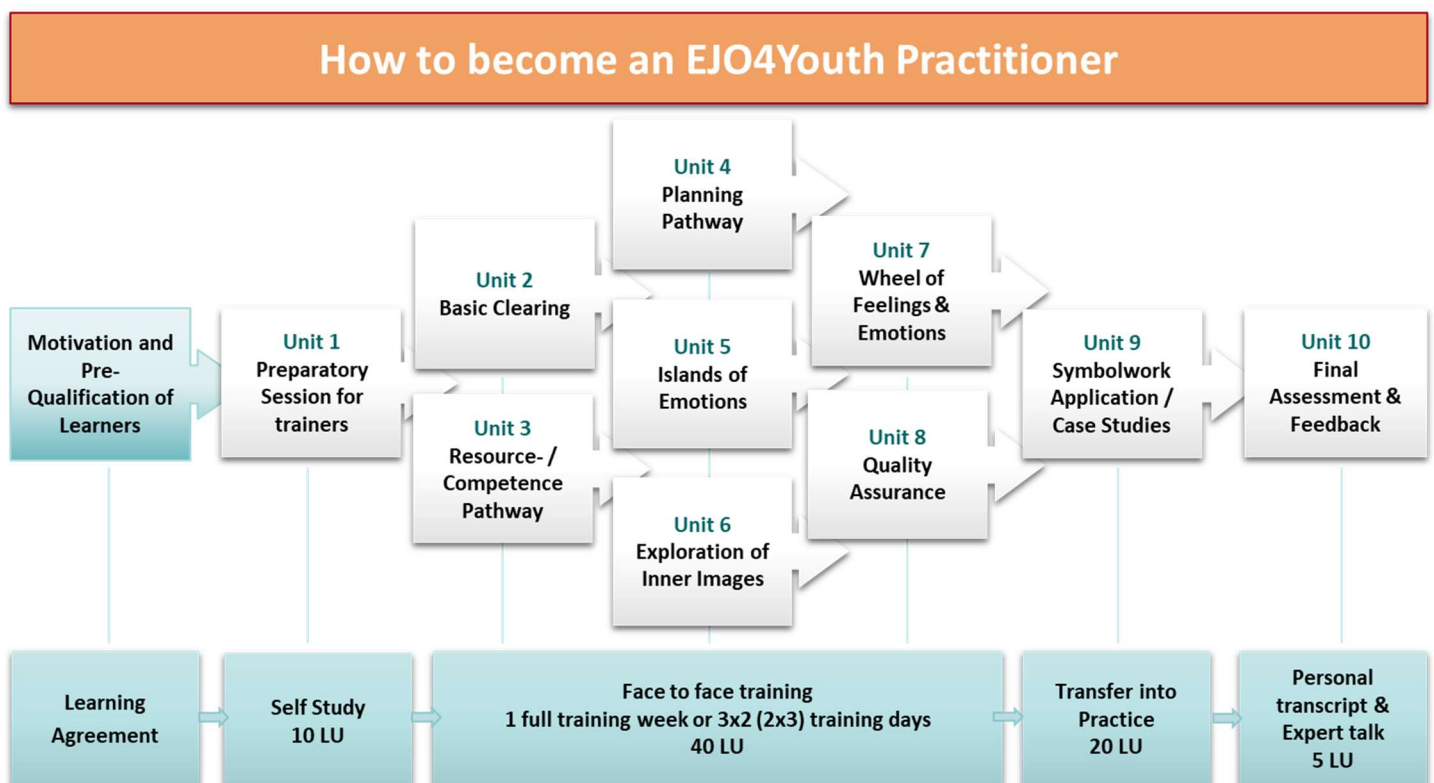 How to become an EJO4Youth Practitioner
Motivation and
Pre-
Qualification of
Learners
Unit 1
Preparatory
Session for
trainers
Unit 2
Basic Clearing
Unit 3
Resource- /
Competence
Pathway
Unit 4
Planning
Pathway
Unit 5
Islands of
Emotions
Unit 6
Exploration of
Inner Images
Unit 7
Wheel of
Feelings &
Emotions
Unit 8
Quality
Assurance
Unit 9
Symbolwork
Application /
Case Studies
Unit 10
Final
Assessment &
Feedback
Learning
Agreement
Self Study
10 LU
Face to face training
1 full training week or 3x2 (2x3) training days
40 LU
Transfer into
Practice
20 LU
Personal
transcript &
Expert talk
5 LU